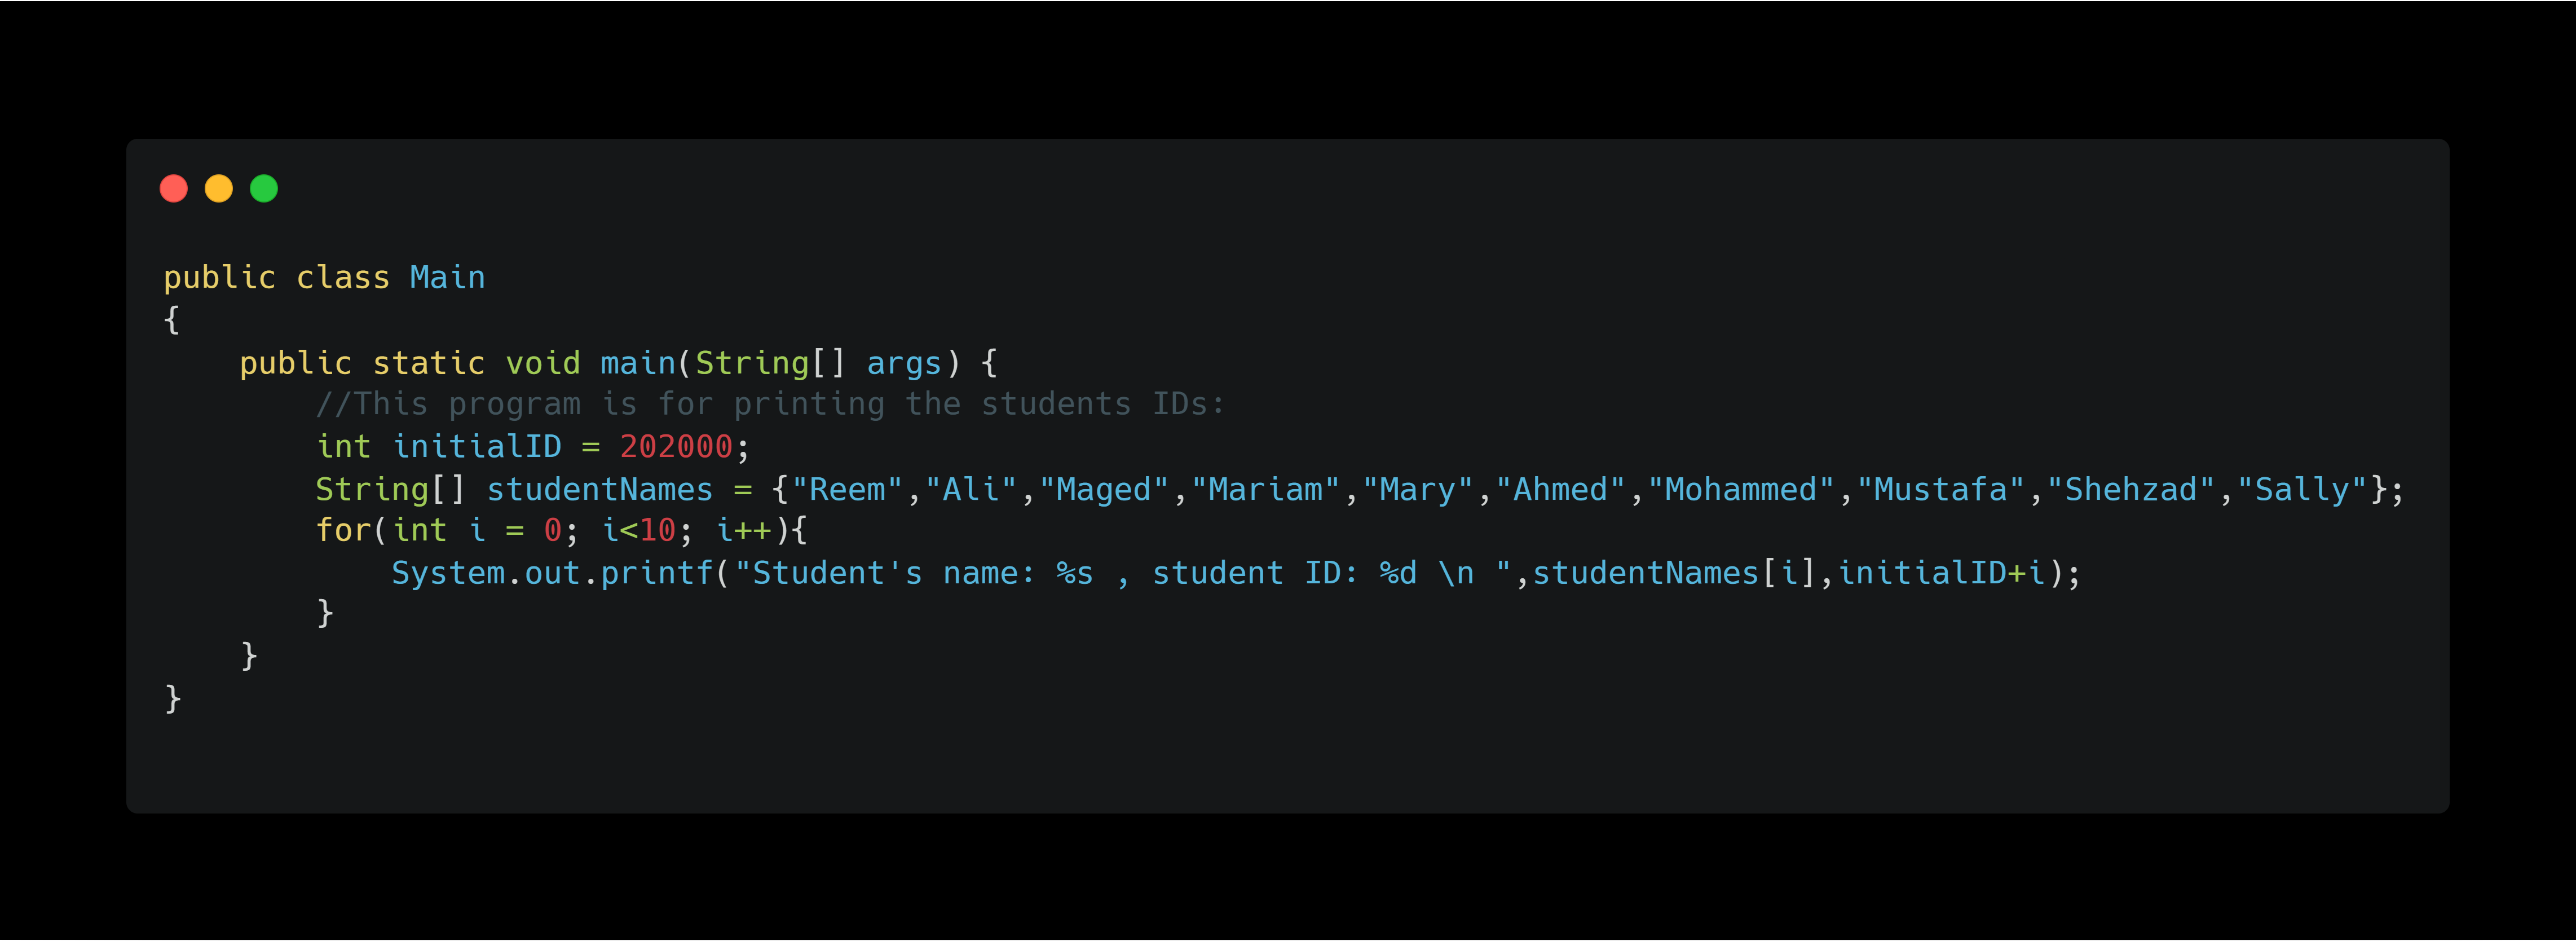 public class Main
{
    public static void main(String[] args) {
        //This program is for printing the students IDs:
        int initialID = 202000;
        String[] studentNames = {"Reem","Ali","Maged","Mariam","Mary","Ahmed","Mohammed","Mustafa","Shehzad","Sally"};
        for(int i = 0; i<10; i++){
            System.out.printf("Student's name: %s , student ID: %d \n ",studentNames[i],initialID+i);
        }
    }
}